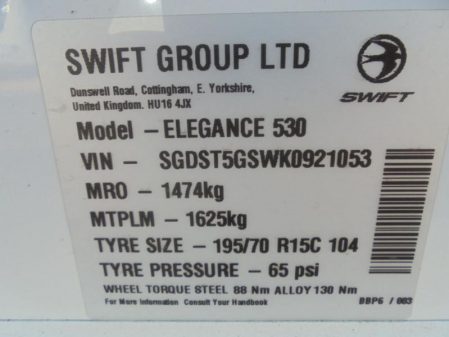 SWIFT GROUP LTD
Dunswell Road, Cottingham, E. Yorkshire,
United Kingdom. HU16 4JX
SWIFT
Model – ELEGANCE 530
VIN – SGDST5GSWK0921053
MRO – 1474kg
MTPLM – 1625kg
TYRE SIZE – 195/70 R15C 104
TYRE PRESSURE – 65 psi
WHEEL TORQUE STEEL 88 Nm ALLOY 130 Nm
For More Information Consult Your Handbook
BBP6 / 003